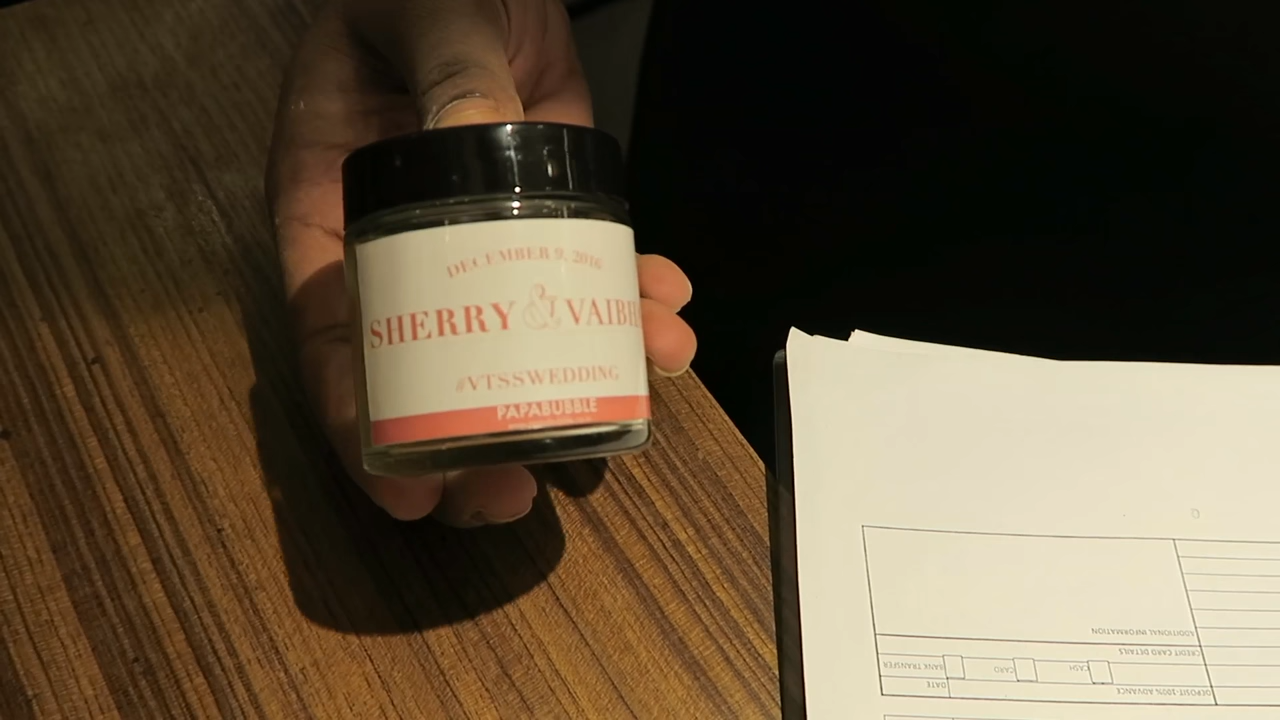 DECEMBER 9, 2016
SHERRY & VAIBH
#VTSSWEDDING
PAPABUBBLE
ADDITIONAL INFORMATION
CREDIT CARD DETAILS
CASH CARD BANK TRANSFER
DEPOSIT-100% ADVANCE DATE